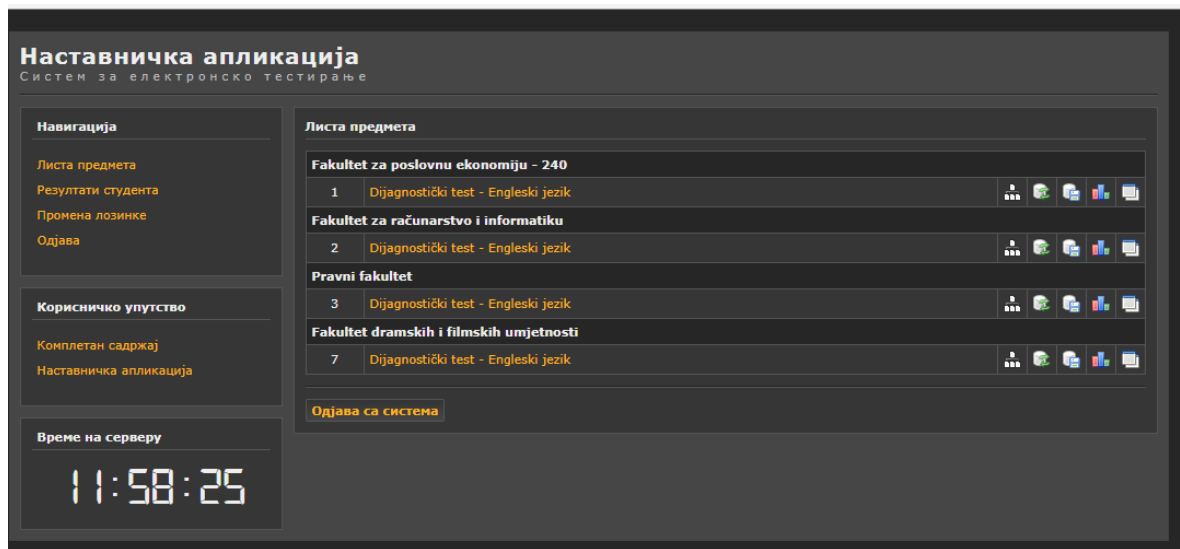 Наставничка апликација
Систем за електронско тестирање
Навигација
Листа предмета
Резултати студента
Промена лозинке
Одјава
Корисничко упутство
Комплетан садржај
Наставничка апликација
Време на серверу
11:58:25
Листа предмета
Fakultet za poslovnu ekonomiju - 240
1 Dijagnostički test - Engleski jezik
Fakultet za računarstvo i informatiku
2 Dijagnostički test - Engleski jezik
Pravni fakultet
3 Dijagnostički test - Engleski jezik
Fakultet dramskih i filmskih umjetnosti
7 Dijagnostički test - Engleski jezik
Одјава са система